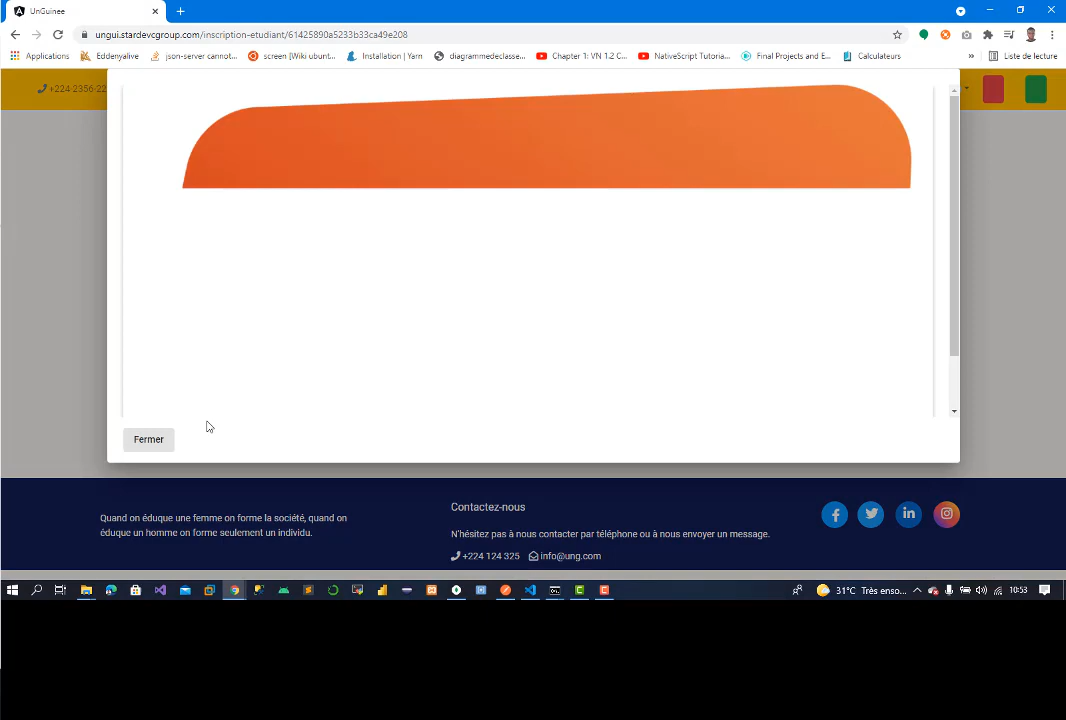 UnGuinee
ungui.stardevcgroup.com/inscription-etudiant/61425890a5233b33ca49e208
Applications Eddenyalive json-server cannot... screen [Wiki ubunt... Installation | Yarn diagrammedeclasse... Chapter 1: VN 1.2 C... NativeScript Tutoria... Final Projects and E... Calculateurs » Liste de lecture
+224-2356-22
Fermer
Quand on éduque une femme on forme la société, quand on
éduque un homme on forme seulement un individu.
Contactez-nous
N'hésitez pas à nous contacter par téléphone ou à nous envoyer un message.
+224 124 325 info@ung.com
31°C Très enso... 10:53